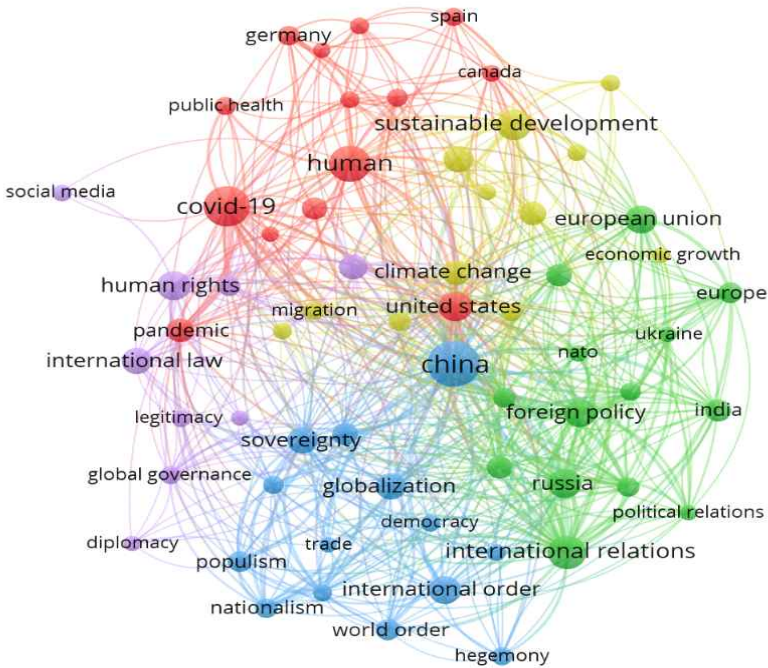 spain
germany
canada
public health
sustainable development
human
social media
covid-19
european union
economic growth
climate change
human rights
europe
migration
united states
pandemic
ukraine
international law
nato
china
legitimacy
foreign policy
india
sovereignty
global governance
globalization
russia
political relations
democracy
diplomacy
trade
international relations
populism
international order
nationalism
world order
hegemony